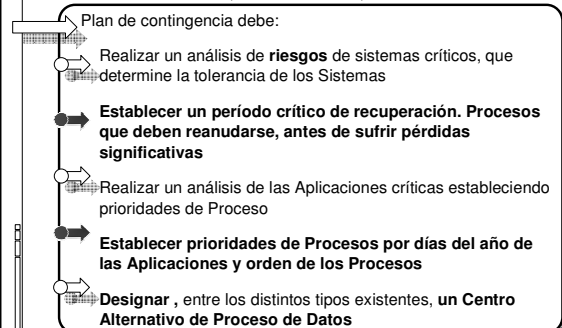 Plan de contingencia debe:
Realizar un análisis de riesgos de sistemas críticos, que
determine la tolerancia de los Sistemas
Establecer un período crítico de recuperación. Procesos
que deben reanudarse, antes de sufrir pérdidas
significativas
Realizar un análisis de las Aplicaciones críticas estableciendo
prioridades de Proceso
Establecer prioridades de Procesos por días del año de
las Aplicaciones y orden de los Procesos
Designar , entre los distintos tipos existentes, un Centro
Alternativo de Proceso de Datos